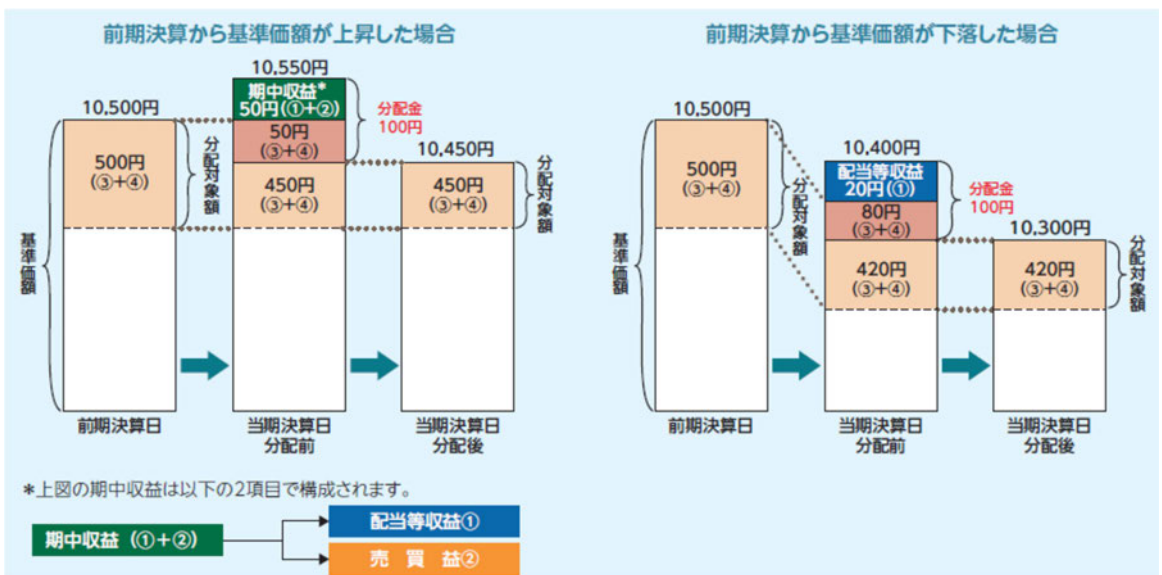 前期決算から基準価額が上昇した場合
10,500円
500円
(③+④)
分配対象額
基準価額
10,550円
期中収益*
50円(①+②)
50円
(③+④)
450円
(③+④)
分配金
100円
10,450円
450円
(③+④)
分配対象額
前期決算日
当期決算日
分配前
当期決算日
分配後
前期決算から基準価額が下落した場合
10,500円
500円
(③+④)
分配対象額
基準価額
10,400円
配当等収益
20円(①)
80円
(③+④)
420円
(③+④)
分配金
100円
10,300円
420円
(③+④)
分配対象額
前期決算日
当期決算日
分配前
当期決算日
分配後
*上図の期中収益は以下の2項目で構成されます。
期中収益 (①+②)
配当等収益①
売 買 益②